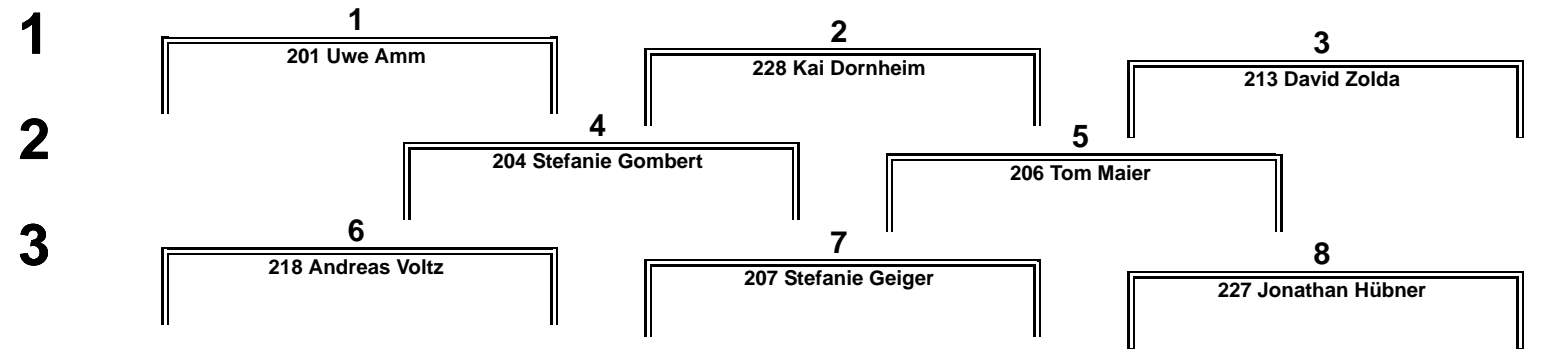 1
1
201 Uwe Amm
2
228 Kai Dornheim
3
213 David Zolda
2
4
204 Stefanie Gombert
5
206 Tom Maier
3
6
218 Andreas Voltz
7
207 Stefanie Geiger
8
227 Jonathan Hübner